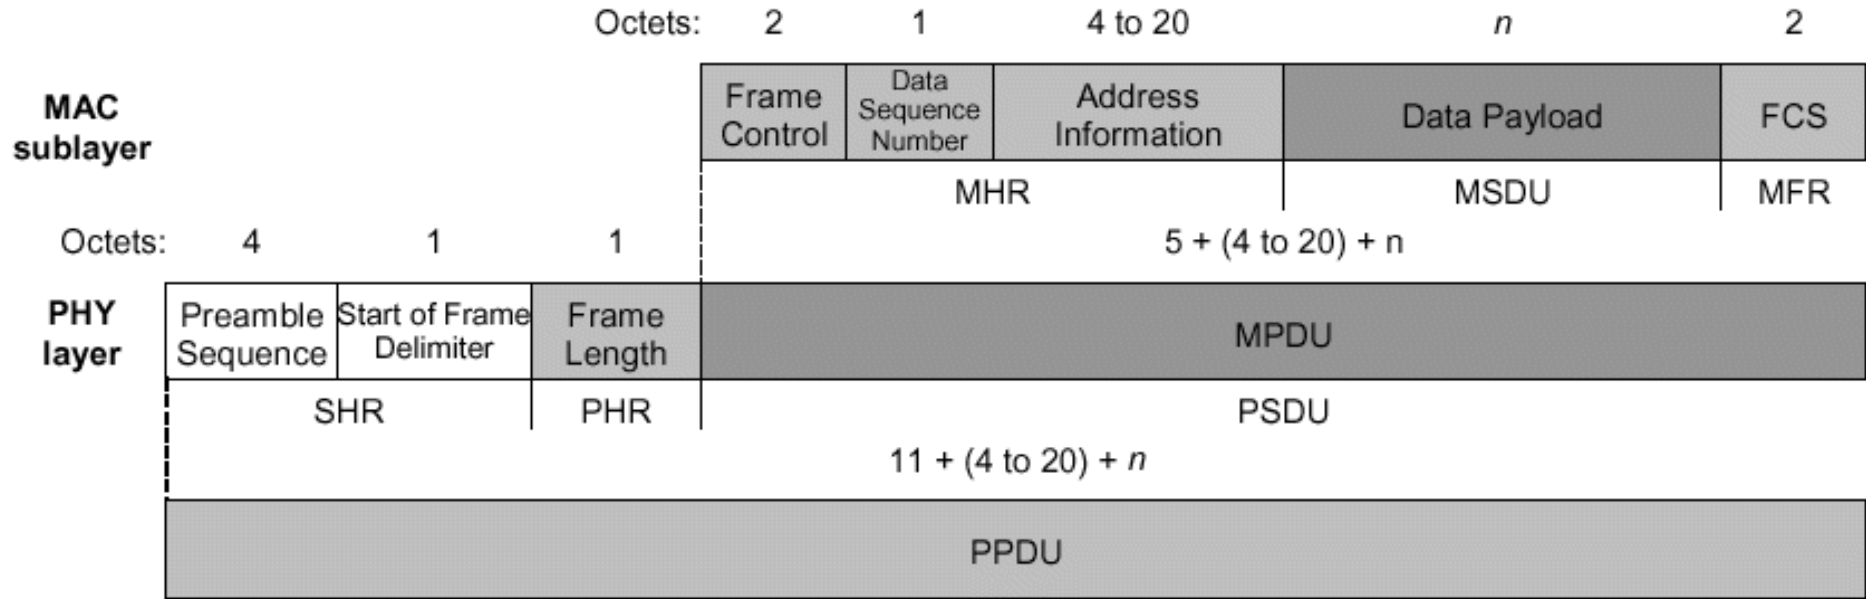 Octets: 2 1 4 to 20 n 2
MAC
sublayer
Frame
Control
Data
Sequence
Number
Address
Information
Data Payload
FCS
MHR MSDU MFR
Octets: 4 1 1 5 + (4 to 20) + n
PHY
layer
Preamble
Sequence
Start of Frame
Delimiter
Frame
Length
MPDU
SHR PHR PSDU
11 + (4 to 20) + n
PPDU